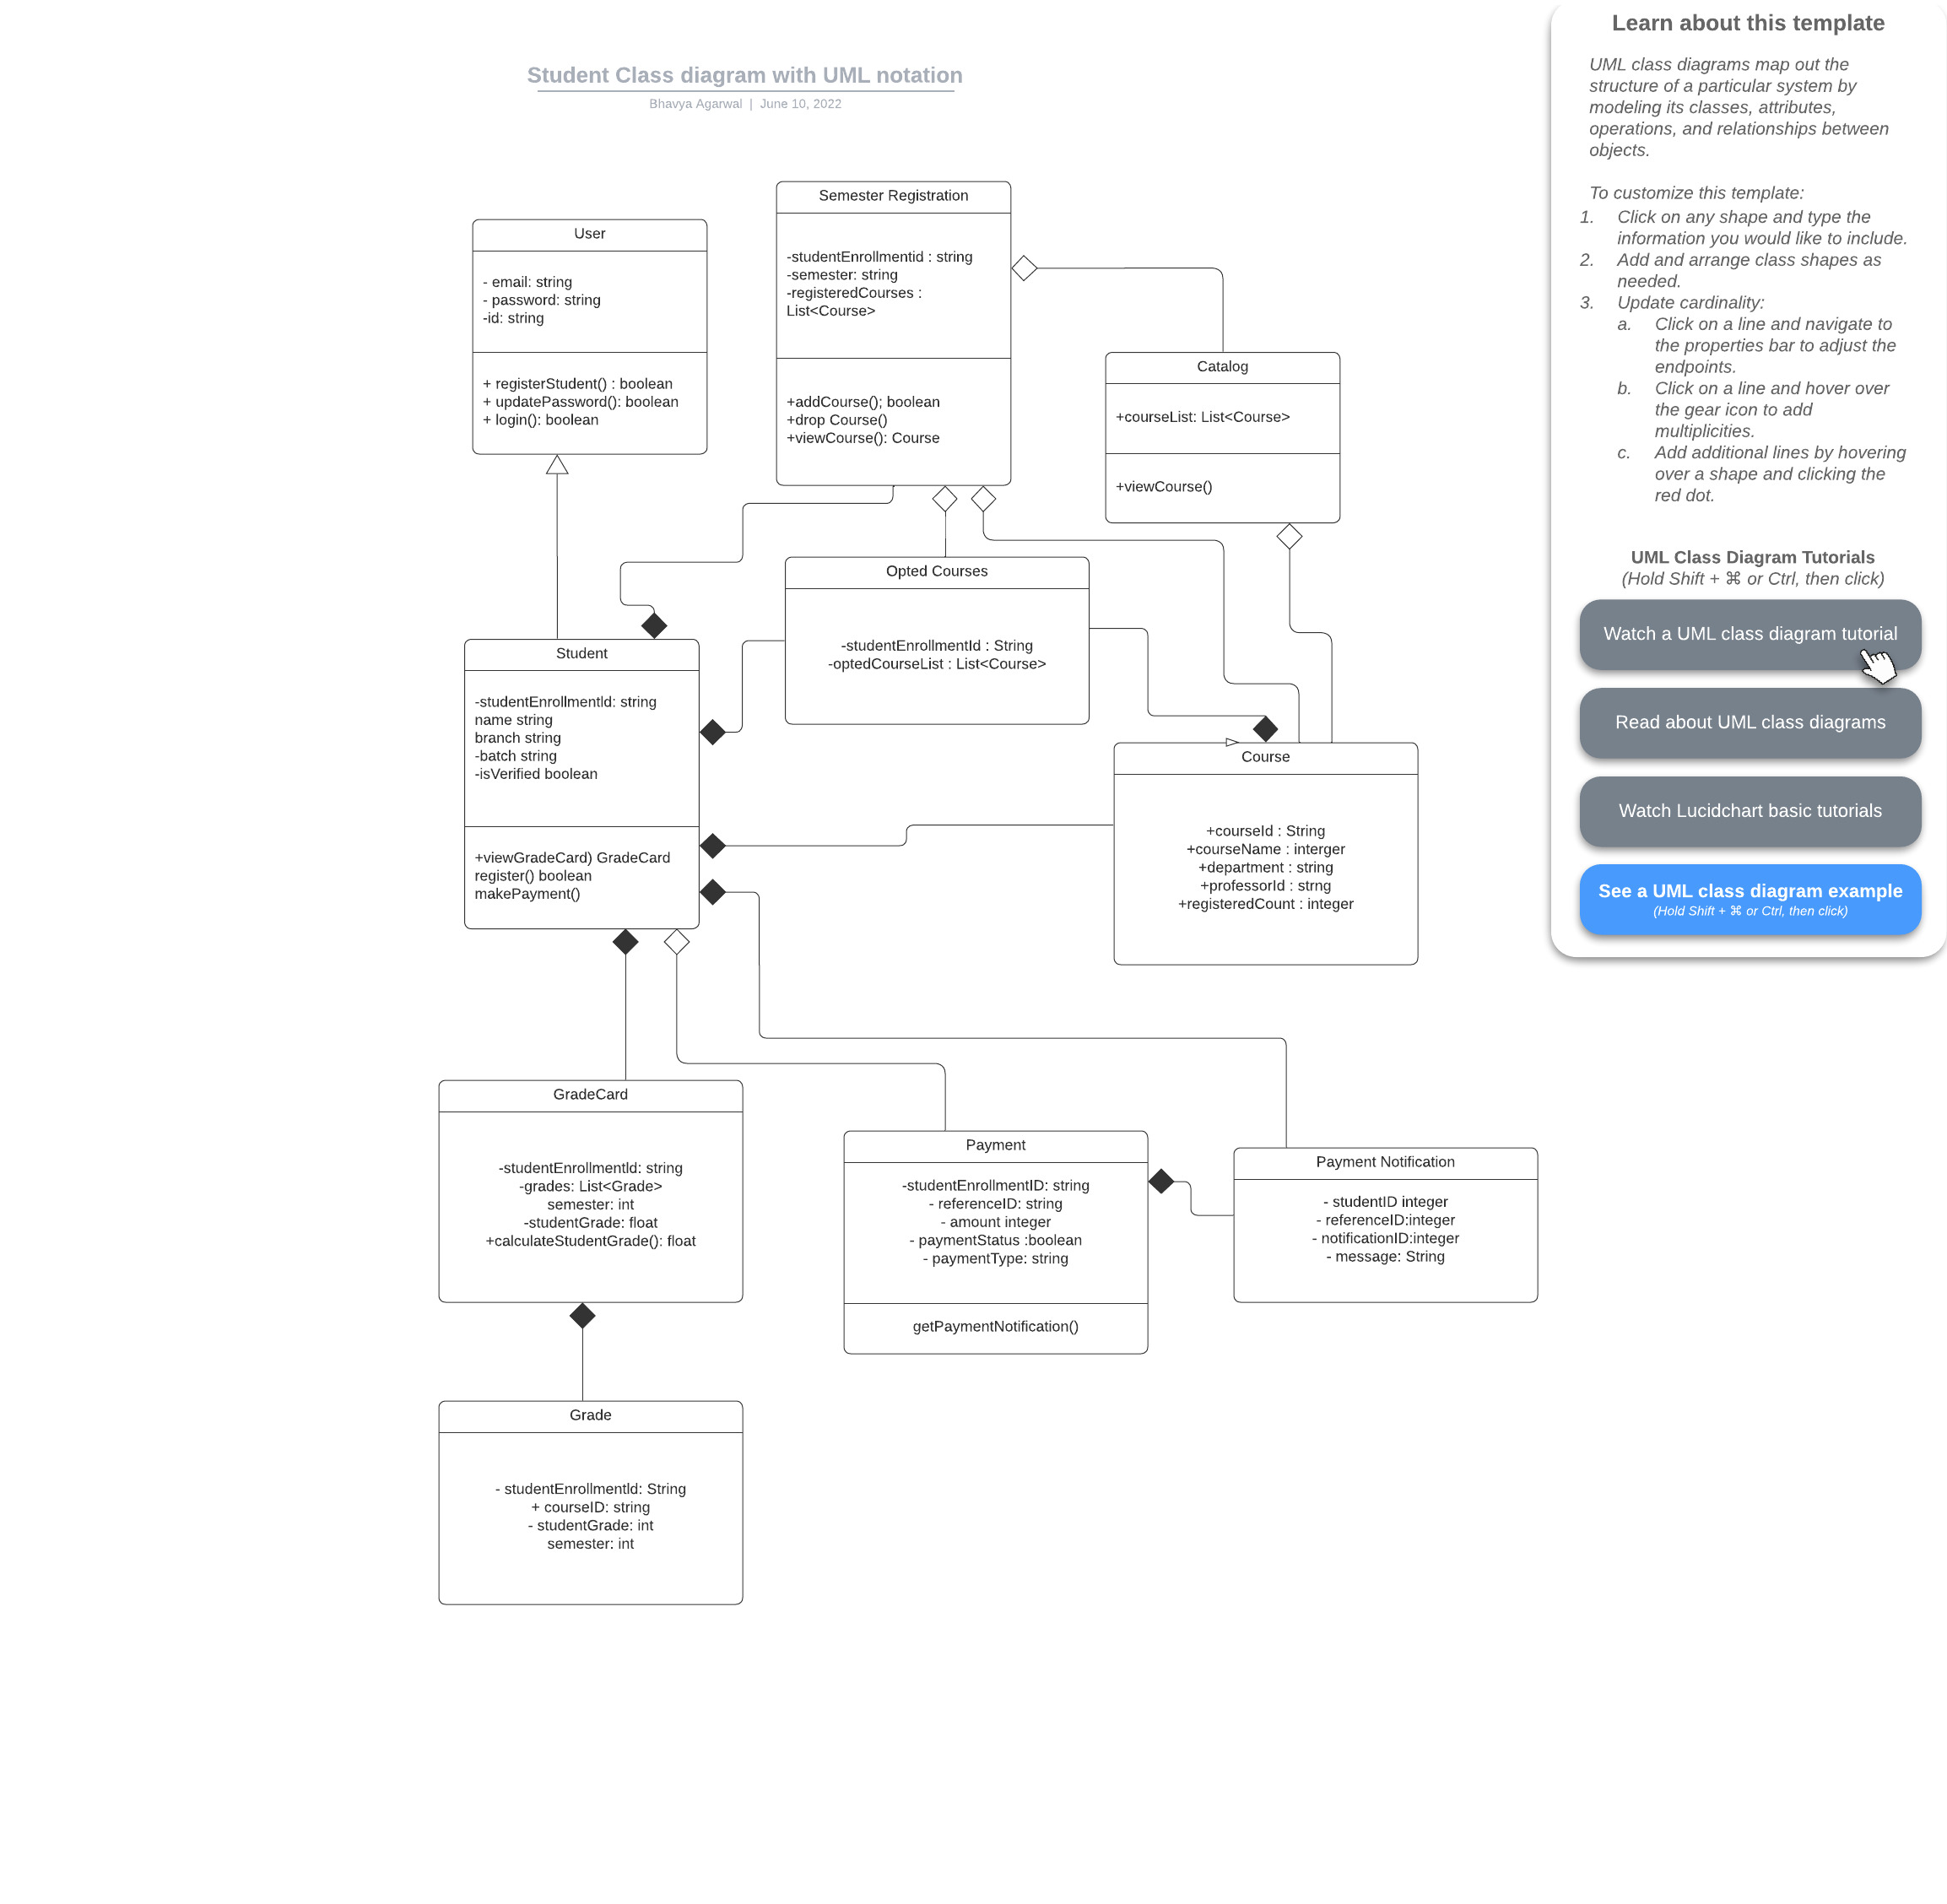 Student Class diagram with UML notation
Bhavya Agarwal | June 10, 2022
User
- email: string
- password: string
-id: string
+ registerStudent() : boolean
+ updatePassword(): boolean
+ login(): boolean
Semester Registration
-studentEnrollmentid : string
-semester: string
-registeredCourses :
List<Course>
+addCourse(); boolean
+drop Course()
+viewCourse(): Course
Catalog
+courseList: List<Course>
+viewCourse()
Opted Courses
-studentEnrollmentId : String
-optedCourseList : List<Course>
Student
-studentEnrollmentId: string
name string
branch string
-batch string
-isVerified boolean
+viewGradeCard) GradeCard
register() boolean
makePayment()
Course
+courseId : String
+courseName : interger
+department : string
+professorId : strng
+registeredCount : integer
GradeCard
-studentEnrollmentId: string
-grades: List<Grade>
semester: int
-studentGrade: float
+calculateStudentGrade(): float
Payment
-studentEnrollmentID: string
- referenceID: string
- amount integer
- paymentStatus :boolean
- paymentType: string
getPaymentNotification()
Payment Notification
- studentID integer
- referenceID:integer
- notificationID:integer
- message: String
Grade
- studentEnrollmentId: String
+ courseID: string
- studentGrade: int
semester: int
Learn about this template
UML class diagrams map out the
structure of a particular system by
modeling its classes, attributes,
operations, and relationships between
objects.
To customize this template:
1. Click on any shape and type the
information you would like to include.
2. Add and arrange class shapes as
needed.
3. Update cardinality:
a. Click on a line and navigate to
the properties bar to adjust the
endpoints.
b. Click on a line and hover over
the gear icon to add
multiplicities.
c. Add additional lines by hovering
over a shape and clicking the
red dot.
UML Class Diagram Tutorials
(Hold Shift + ⌘ or Ctrl, then click)
Watch a UML class diagram tutorial
Read about UML class diagrams
Watch Lucidchart basic tutorials
See a UML class diagram example
(Hold Shift + ⌘ or Ctrl, then click)